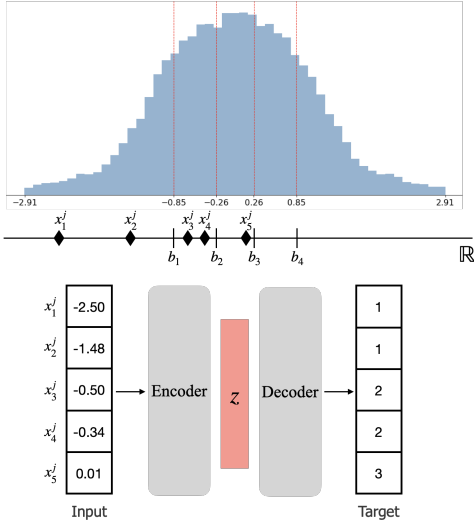 −2.91 −0.85 −0.26 0.26 0.85 2.91
x_1^j x_2^j x_3^j x_4^j x_5^j
b_1 b_2 b_3 b_4 ℝ
x_1^j -2.50 1
x_2^j -1.48 1
x_3^j -0.50 Encoder z Decoder 2
x_4^j -0.34 2
x_5^j 0.01 3
Input Target